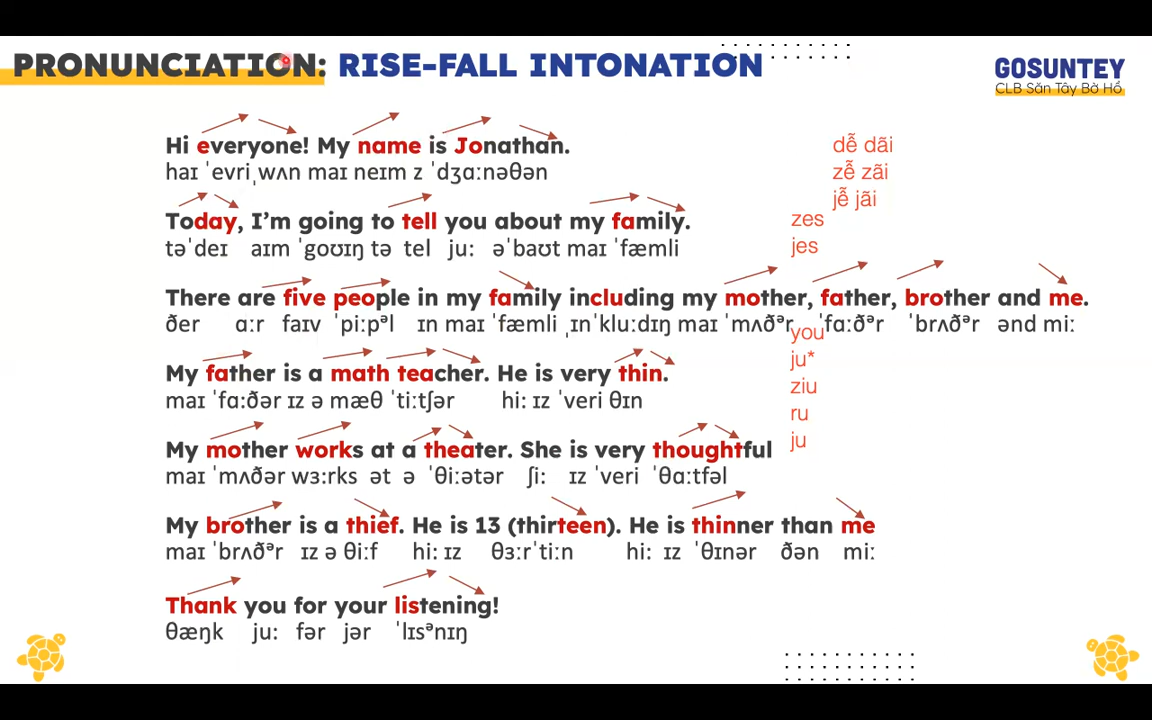 PRONUNCIATION: RISE-FALL INTONATION
GOSUNTEY
CLB Săn Tây Bờ Hồ
Hi everyone! My name is Jonathan.
haɪ ˈevriˌwʌn maɪ neɪm z ˈdʒɑːnəθən
dễ dãi
zễ zãi
jễ jãi
Today, I’m going to tell you about my family.
təˈdeɪ aɪm ˈɡoʊɪŋ tə tel juː əˈbaʊt maɪ ˈfæmli
zes
jes
There are five people in my family including my mother, father, brother and me.
ðer ɑːr faɪv ˈpiːpᵊl ɪn maɪ ˈfæmli ˌɪnˈkluːdɪŋ maɪ ˈmʌðᵊr ˈfɑːðᵊr ˈbrʌðᵊr ənd miː
you
ju*
ziu
ru
ju
My father is a math teacher. He is very thin.
maɪ ˈfɑːðər ɪz ə mæθ ˈtiːtʃər hiː ɪz ˈveri θɪn
My mother works at a theater. She is very thoughtful
maɪ ˈmʌðər wɜːrks ət ə ˈθiːətər ʃiː ɪz ˈveri ˈθɑːtfəl
My brother is a thief. He is 13 (thirteen). He is thinner than me
maɪ ˈbrʌðᵊr ɪz ə θiːf hiː ɪz θɜːrˈtiːn hiː ɪz ˈθɪnər ðən miː
Thank you for your listening!
θæŋk juː fər jər ˈlɪsᵊnɪŋ